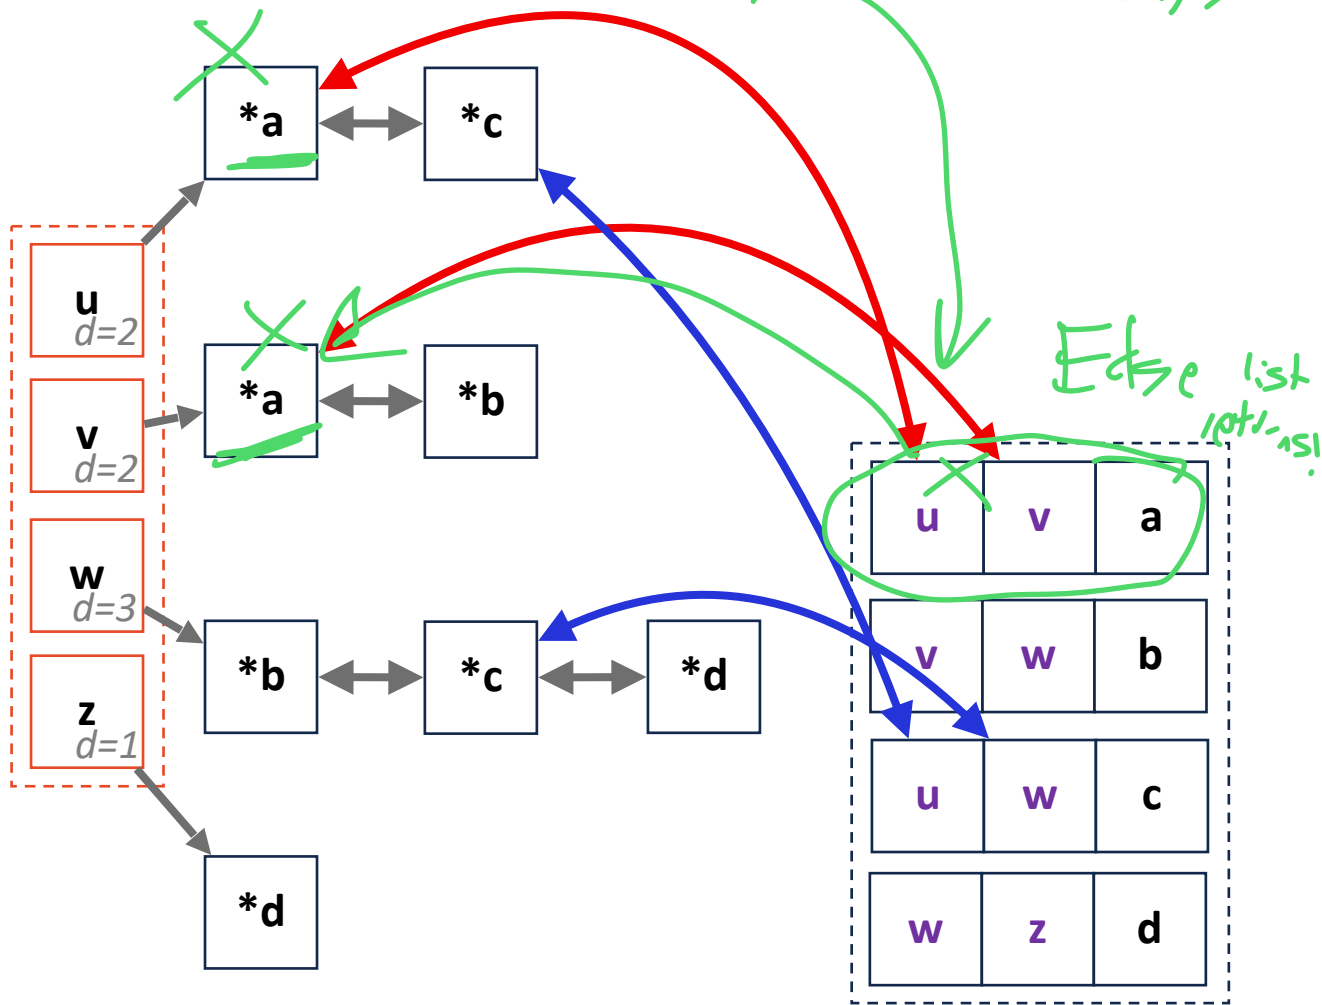 *a *c
u
d=2
*a *b
v
d=2
Edge list
u v a
w
d=3
*b *c *d
v w b
z
d=1
u w c
*d
w z d